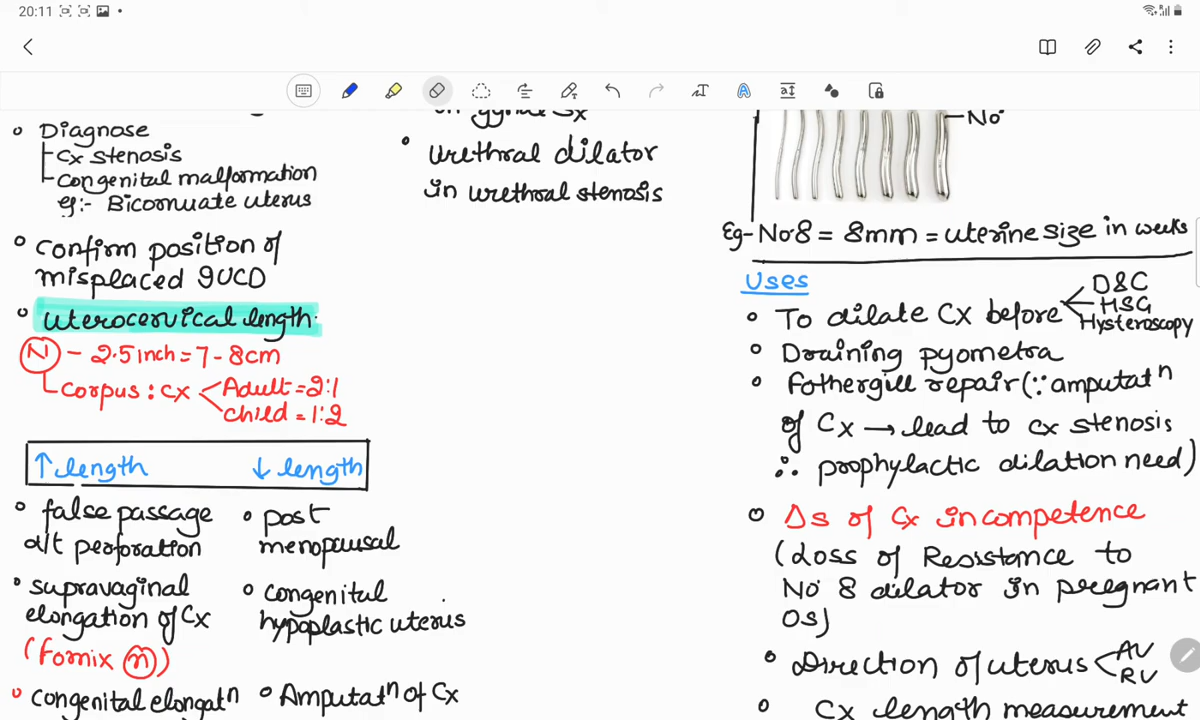 20:11
Diagnose
Cx stenosis
Congenital malformation
eg:- Bicornuate uterus
confirm position of
misplaced IUCD
uterocervical length.
N - 2.5 inch = 7-8cm
Corpus : cx
Adult = 2:1
child = 1:2
↑ length
↓ length
false passage
d/t perforation
supravaginal
elongation of Cx
(fornix n)
congenital elongatn
post
menopausal
congenital
hypoplastic uterus
Amputatn of Cx
urethral dilator
in urethral stenosis
No
Eg- No 8 = 8mm = uterine size in weeks
Uses
To dilate Cx before
D&C
HSG
Hysteroscopy
Draining pyometra
Fothergill repair (∵ amputatn
of Cx → lead to cx stenosis
∴ prophylactic dilation need)
Δs of Cx incompetence
(Loss of Resistance to
No 8 dilator in pregnant
OS)
Direction of uterus
AV
RV
Cx length measurement